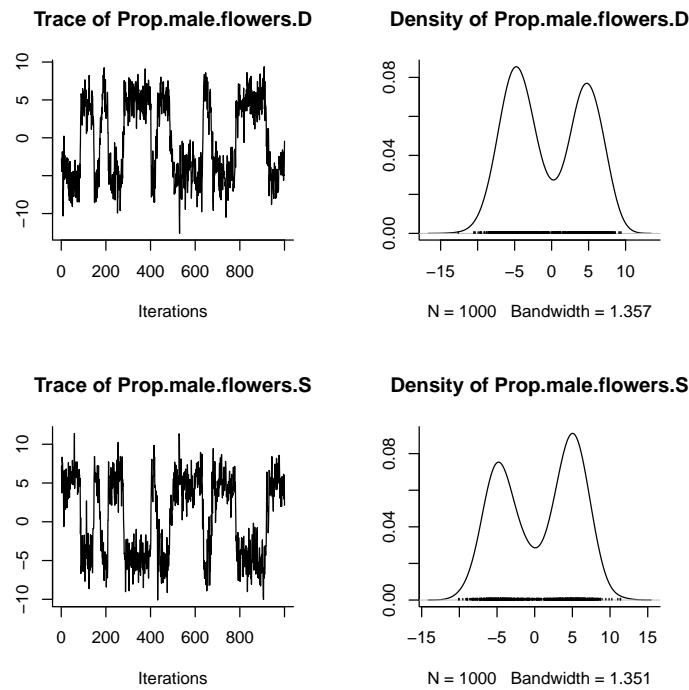 Trace of Prop.male.flowers.D
10
5
0
−10
0 200 400 600 800
Iterations
Density of Prop.male.flowers.D
0.08
0.04
0.00
−15 −5 0 5 10
N = 1000 Bandwidth = 1.357
Trace of Prop.male.flowers.S
10
5
0
−5
−10
0 200 400 600 800
Iterations
Density of Prop.male.flowers.S
0.08
0.04
0.00
−15 −5 0 5 10 15
N = 1000 Bandwidth = 1.351